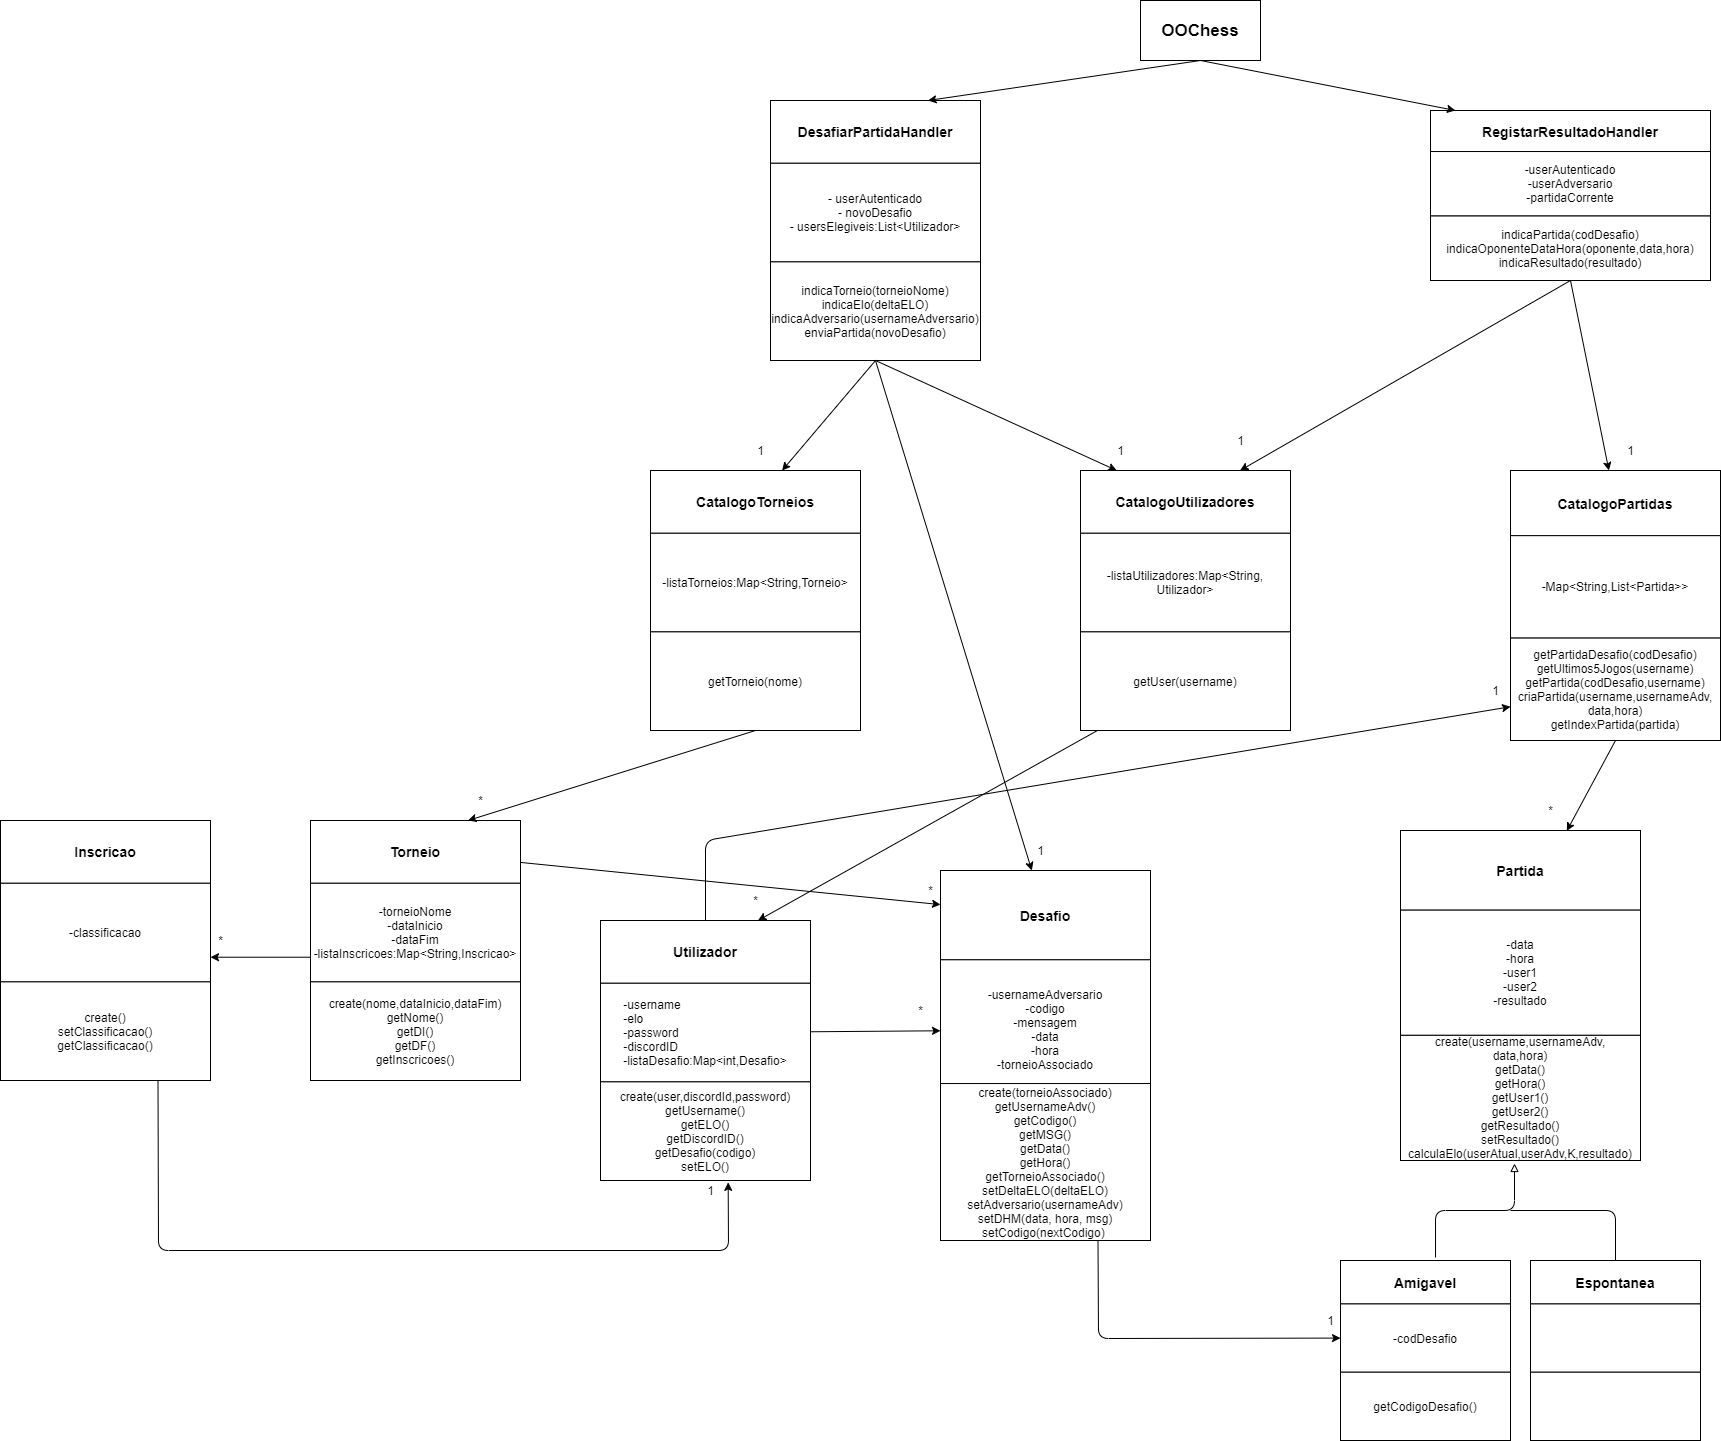 OOChess
DesafiarPartidaHandler
- userAutenticado
- novoDesafio
- usersElegiveis:List<Utilizador>
indicaTorneio(torneioNome)
indicaElo(deltaELO)
indicaAdversario(usernameAdversario)
enviaPartida(novoDesafio)
RegistarResultadoHandler
-userAutenticado
-userAdversario
-partidaCorrente
indicaPartida(codDesafio)
indicaOponenteDataHora(oponente,data,hora)
indicaResultado(resultado)
1
1
1
1
CatalogoTorneios
-listaTorneios:Map<String,Torneio>
getTorneio(nome)
CatalogoUtilizadores
-listaUtilizadores:Map<String,
Utilizador>
getUser(username)
CatalogoPartidas
-Map<String,List<Partida>>
getPartidaDesafio(codDesafio)
getUltimos5Jogos(username)
getPartida(codDesafio,username)
criaPartida(username,usernameAdv,
data,hora)
getIndexPartida(partida)
1
*
*
1
*
*
*
*
Inscricao
-classificacao
create()
setClassificacao()
getClassificacao()
Torneio
-torneioNome
-dataInicio
-dataFim
-listaInscricoes:Map<String,Inscricao>
create(nome,dataInicio,dataFim)
getNome()
getDI()
getDF()
getInscricoes()
Utilizador
-username
-elo
-password
-discordID
-listaDesafio:Map<int,Desafio>
create(user,discordId,password)
getUsername()
getELO()
getDiscordID()
getDesafio(codigo)
setELO()
1
Desafio
-usernameAdversario
-codigo
-mensagem
-data
-hora
-torneioAssociado
create(torneioAssociado)
getUsernameAdv()
getCodigo()
getMSG()
getData()
getHora()
getTorneioAssociado()
setDeltaELO(deltaELO)
setAdversario(usernameAdv)
setDHM(data, hora, msg)
setCodigo(nextCodigo)
Partida
-data
-hora
-user1
-user2
-resultado
create(username,usernameAdv,
data,hora)
getData()
getHora()
getUser1()
getUser2()
getResultado()
setResultado()
calculaElo(userAtual,userAdv,K,resultado)
1
Amigavel
-codDesafio
getCodigoDesafio()
Espontanea